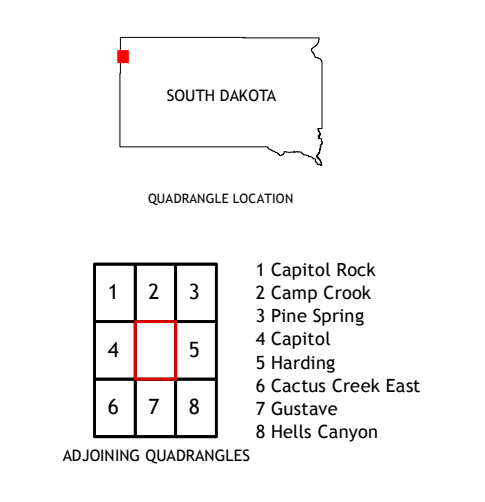 SOUTH DAKOTA
QUADRANGLE LOCATION
1 2 3
4 5
6 7 8
1 Capitol Rock
2 Camp Crook
3 Pine Spring
4 Capitol
5 Harding
6 Cactus Creek East
7 Gustave
8 Hells Canyon
ADJOINING QUADRANGLES